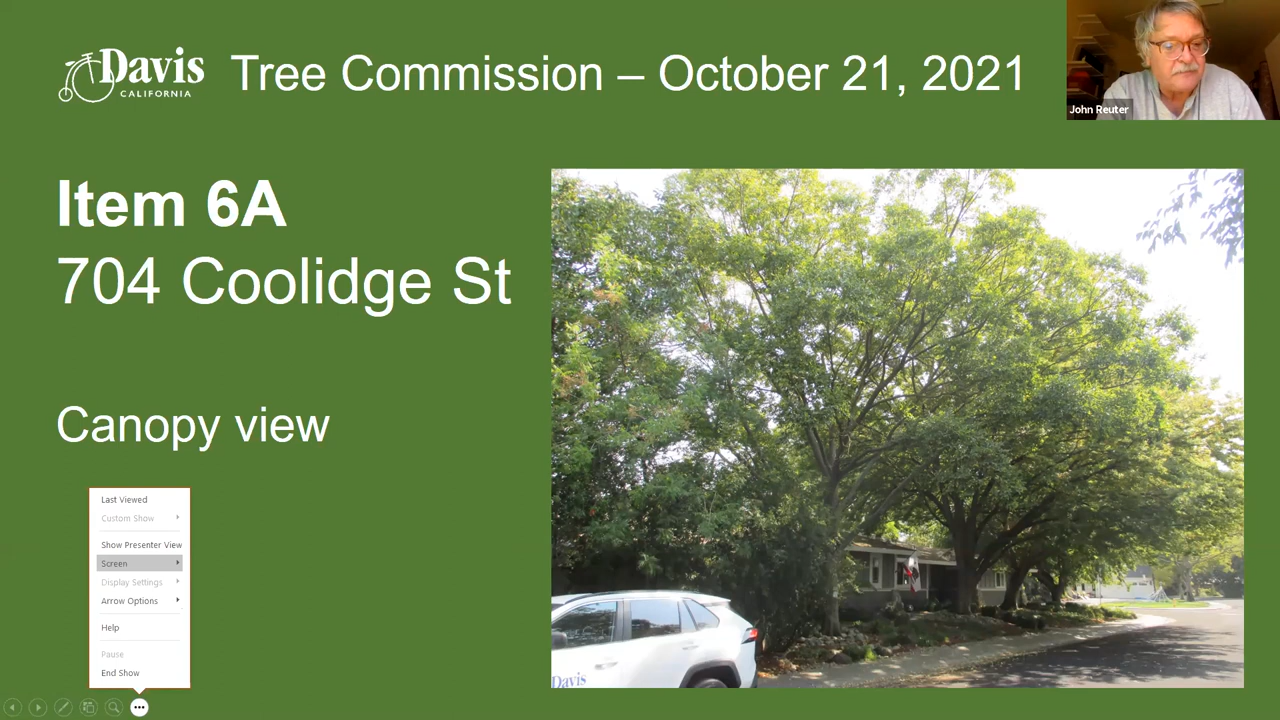 Davis
CALIFORNIA
Tree Commission – October 21, 2021
John Reuter
Item 6A
704 Coolidge St
Canopy view
Last Viewed
Custom Show
Show Presenter View
Screen
Display Settings
Arrow Options
Help
Pause
End Show
Davis